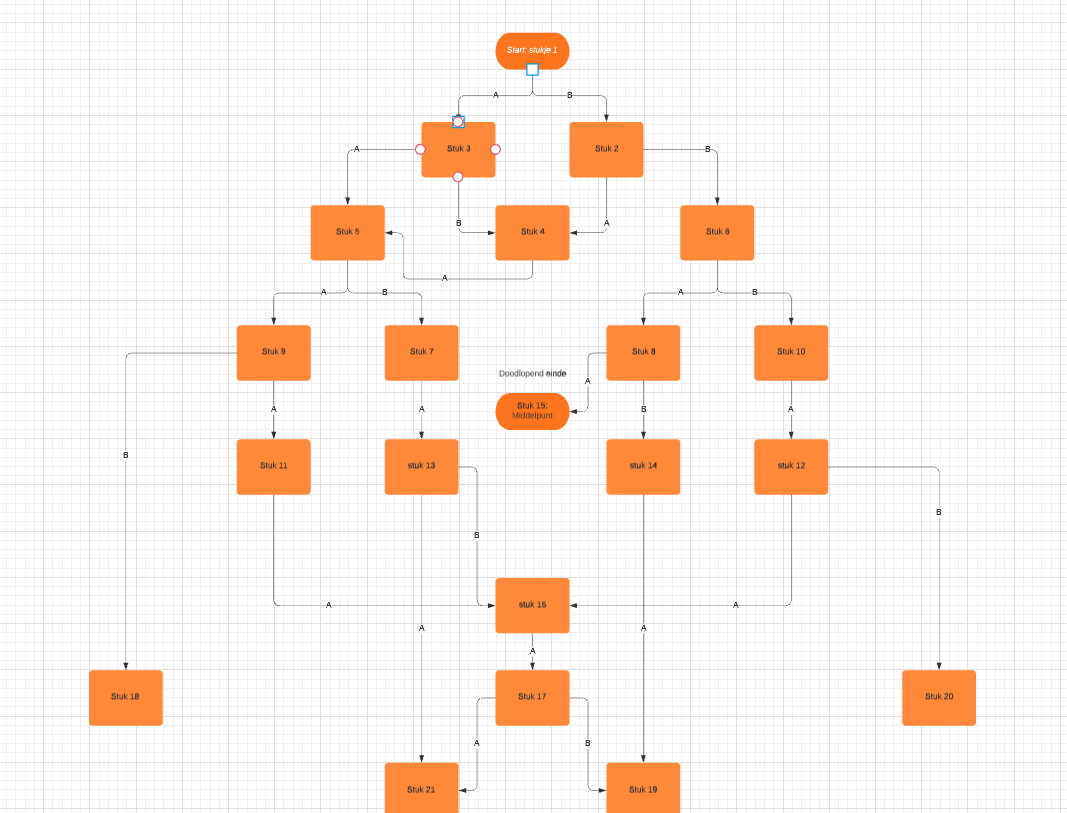 Start: stukje 1
A
B
Stuk 3
Stuk 2
A
B
B
A
Stuk 5
Stuk 4
Stuk 6
A
A
B
A
B
Stuk 9
Stuk 7
Stuk 8
Stuk 10
Doodlopend einde
A
Stuk 15:
Middelpunt
A
A
B
A
B
Stuk 11
stuk 13
stuk 14
stuk 12
B
B
stuk 16
A
A
A
A
A
Stuk 18
Stuk 17
Stuk 20
A
B
Stuk 21
Stuk 19